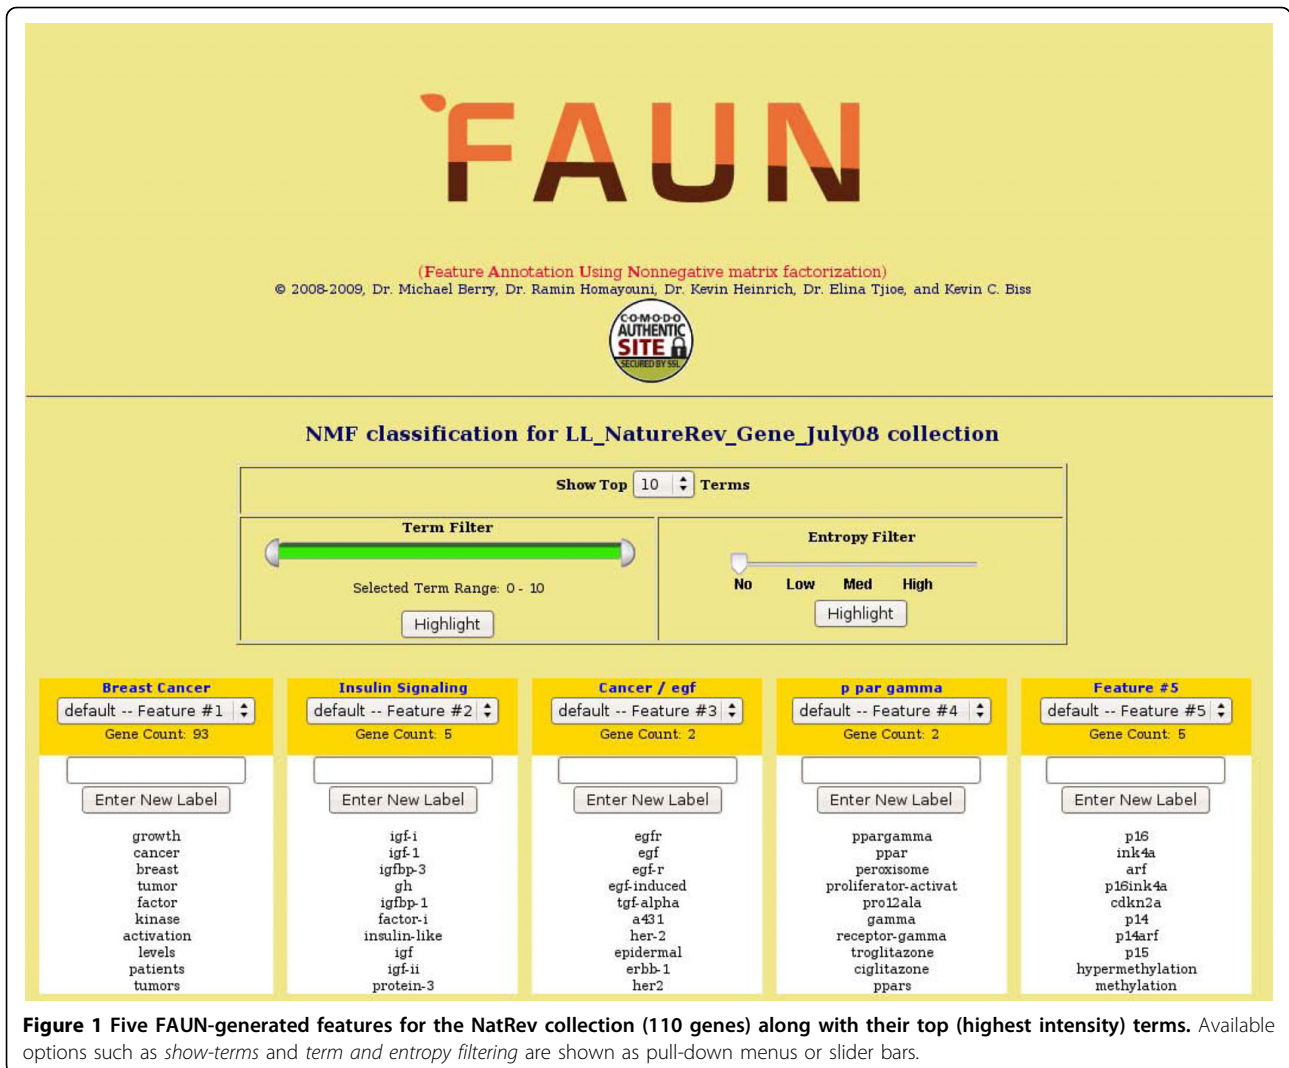 FAUN
(Feature Annotation Using Nonnegative matrix factorization)
© 2008-2009, Dr. Michael Berry, Dr. Ramin Homayouni, Dr. Kevin Heinrich, Dr. Elina Tjioe, and Kevin C. Biss
C·O·M·O·D·O
AUTHENTIC
SITE
SECURED BY SSL
NMF classification for LL_NatureRev_Gene_July08 collection
Show Top 10 Terms
Term Filter
Selected Term Range: 0 - 10
Highlight
Entropy Filter
No Low Med High
Highlight
Breast Cancer
default -- Feature #1
Gene Count: 93
Enter New Label
growth
cancer
breast
tumor
factor
kinase
activation
levels
patients
tumors
Insulin Signaling
default -- Feature #2
Gene Count: 5
Enter New Label
igf-i
igf-1
igfbp-3
gh
igfbp-1
factor-i
insulin-like
igf
igf-ii
protein-3
Cancer / egf
default -- Feature #3
Gene Count: 2
Enter New Label
egfr
egf
egf-r
egf-induced
tgf-alpha
a431
her-2
epidermal
erbb-1
her2
p par gamma
default -- Feature #4
Gene Count: 2
Enter New Label
ppargamma
ppar
peroxisome
proliferator-activat
pro12ala
gamma
receptor-gamma
troglitazone
ciglitazone
ppars
Feature #5
default -- Feature #5
Gene Count: 5
Enter New Label
p16
ink4a
arf
p16ink4a
cdkn2a
p14
p14arf
p15
hypermethylation
methylation
Figure 1 Five FAUN-generated features for the NatRev collection (110 genes) along with their top (highest intensity) terms. Available
options such as show-terms and term and entropy filtering are shown as pull-down menus or slider bars.